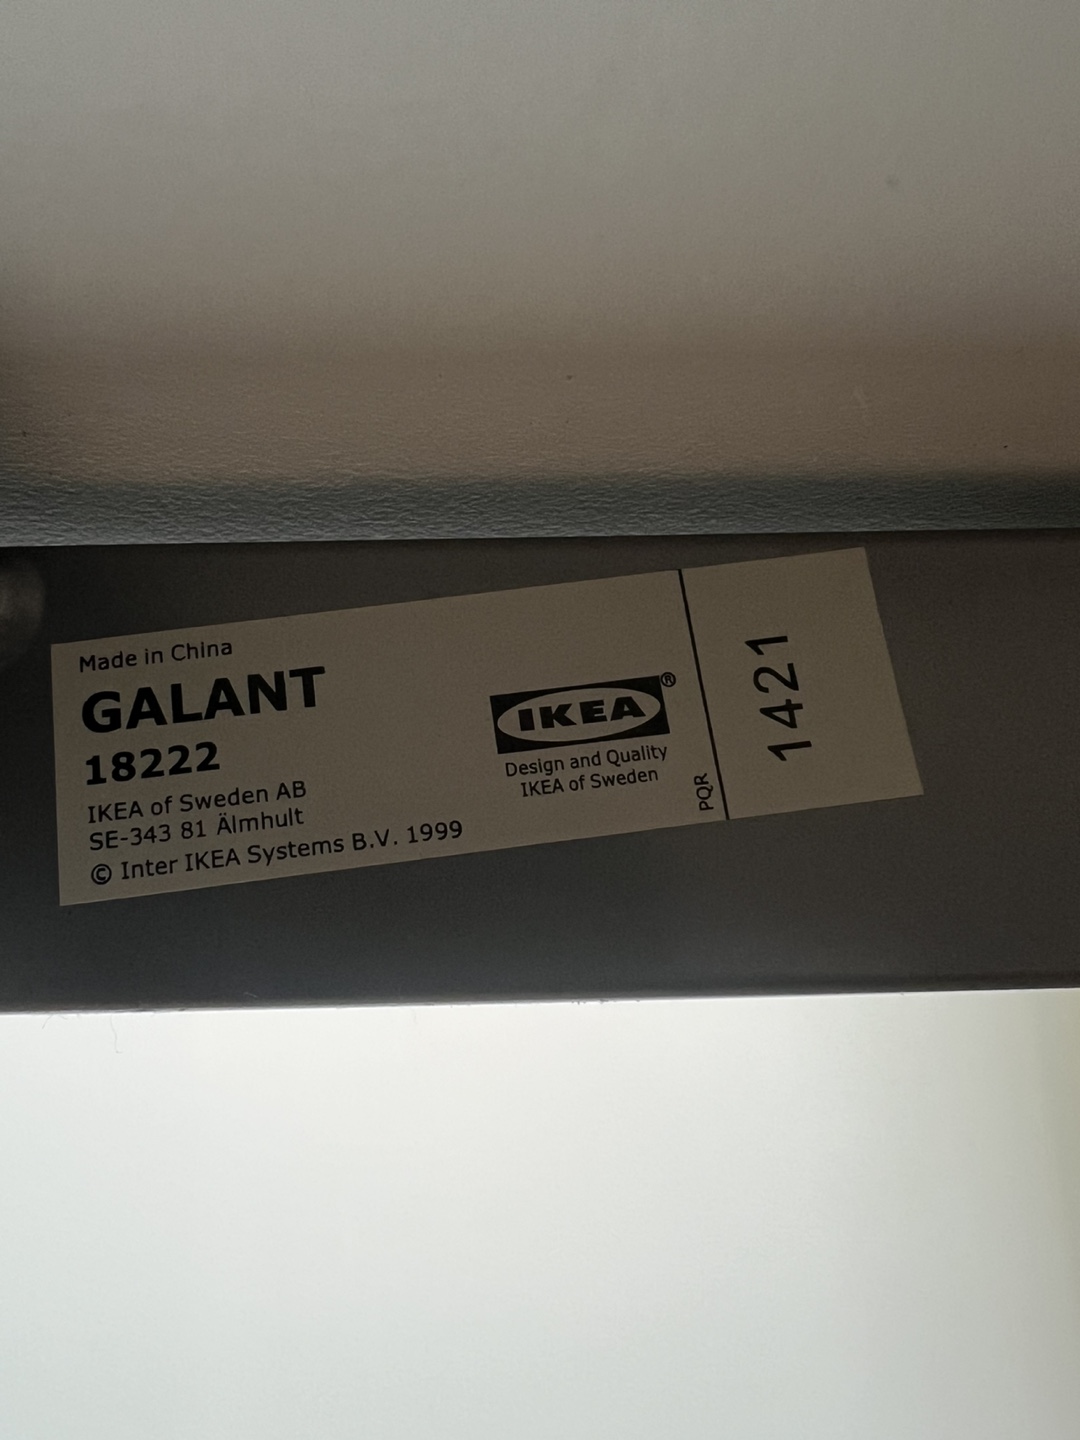 Made in China
GALANT
18222
IKEA of Sweden AB
SE-343 81 Älmhult
© Inter IKEA Systems B.V. 1999
IKEA®
Design and Quality
IKEA of Sweden
PQR
1421